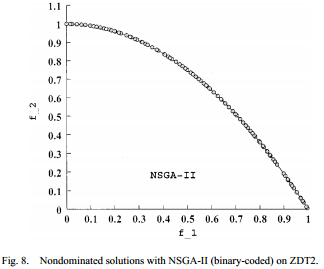 1.1
1
0.9
0.8
0.7
0.6
0.5
0.4
0.3
0.2
0.1
0
f_2
NSGA-II
0 0.1 0.2 0.3 0.4 0.5 0.6 0.7 0.8 0.9 1
f_1
Fig. 8. Nondominated solutions with NSGA-II (binary-coded) on ZDT2.